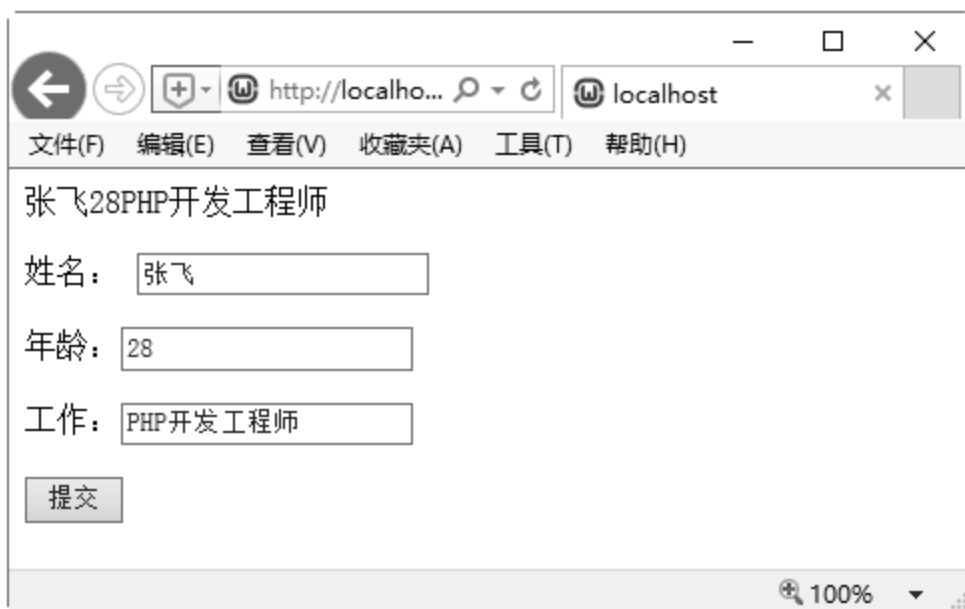 http://localho...
localhost
文件(F) 编辑(E) 查看(V) 收藏夹(A) 工具(T) 帮助(H)
张飞28PHP开发工程师
姓名： 张飞
年龄：28
工作：PHP开发工程师
提交
100%